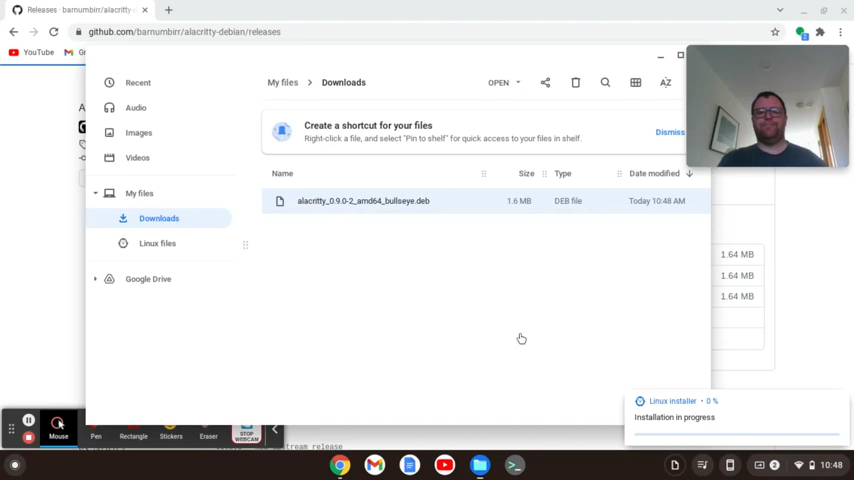 Releases · barnumbirr/alacritty-d
github.com/barnumbirr/alacritty-debian/releases
YouTube
My files
Downloads
OPEN
Recent
Audio
Images
Videos
My files
Downloads
Linux files
Google Drive
Create a shortcut for your files
Right-click a file, and select "Pin to shelf" for quick access to your files in shelf.
Dismiss
Name
Size
Type
Date modified
alacritty_0.9.0-2_amd64_bullseye.deb
1.6 MB
DEB file
Today 10:48 AM
1.64 MB
1.64 MB
1.64 MB
Linux installer • 0 %
Installation in progress
Mouse
Pen
Rectangle
Stickers
Eraser
STOP
WEBCAM
release
2
10:48